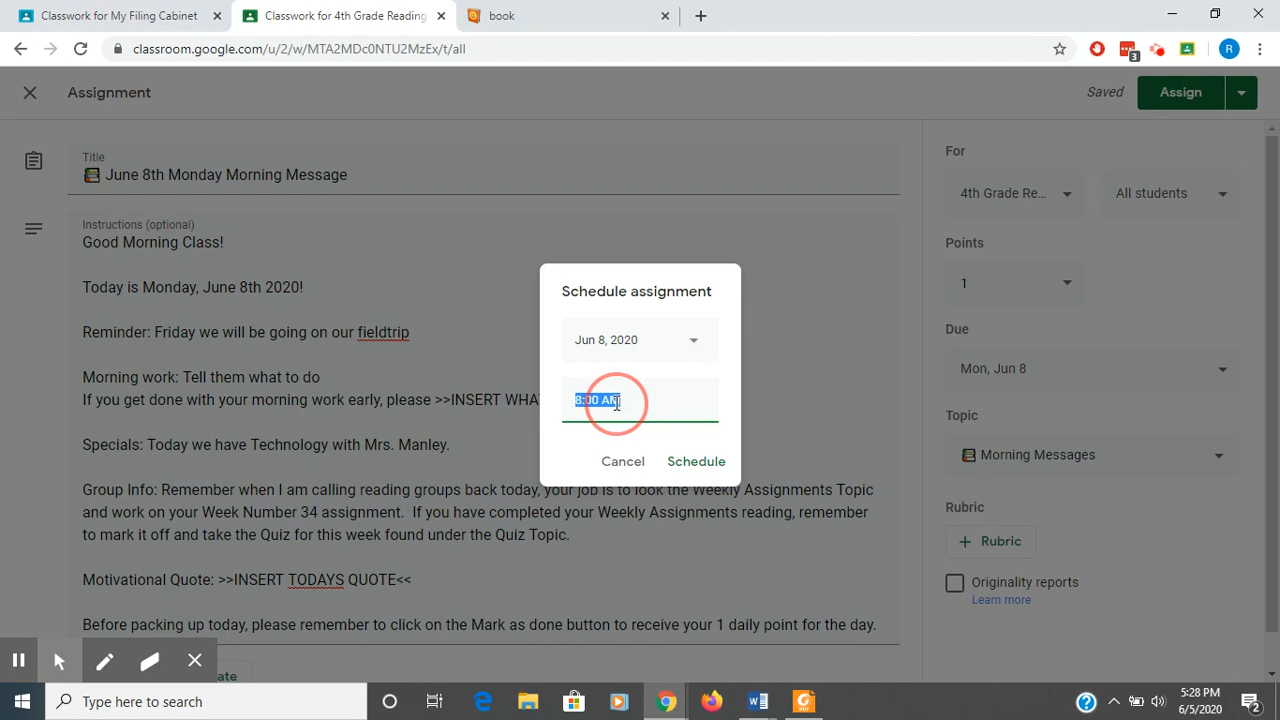 Classwork for My Filing Cabinet
Classwork for 4th Grade Reading
book
classroom.google.com/u/2/w/MTA2MDc0NTU2MzEx/t/all
3
R
Assignment
Saved
Assign
Title
June 8th Monday Morning Message
Instructions (optional)
Good Morning Class!
Today is Monday, June 8th 2020!
Reminder: Friday we will be going on our fieldtrip
Morning work: Tell them what to do
If you get done with your morning work early, please >>INSERT WHA
Specials: Today we have Technology with Mrs. Manley.
Group Info: Remember when I am calling reading groups back today, your job is to look the Weekly Assignments Topic
and work on your Week Number 34 assignment.  If you have completed your Weekly Assignments reading, remember
to mark it off and take the Quiz for this week found under the Quiz Topic.
Motivational Quote: >>INSERT TODAYS QUOTE<<
Before packing up today, please remember to click on the Mark as done button to receive your 1 daily point for the day.
ate
Schedule assignment
Jun 8, 2020
8:00 AM
Cancel
Schedule
For
4th Grade Re...
All students
Points
1
Due
Mon, Jun 8
Topic
Morning Messages
Rubric
+ Rubric
Originality reports
Learn more
Type here to search
5:28 PM
6/5/2020
2